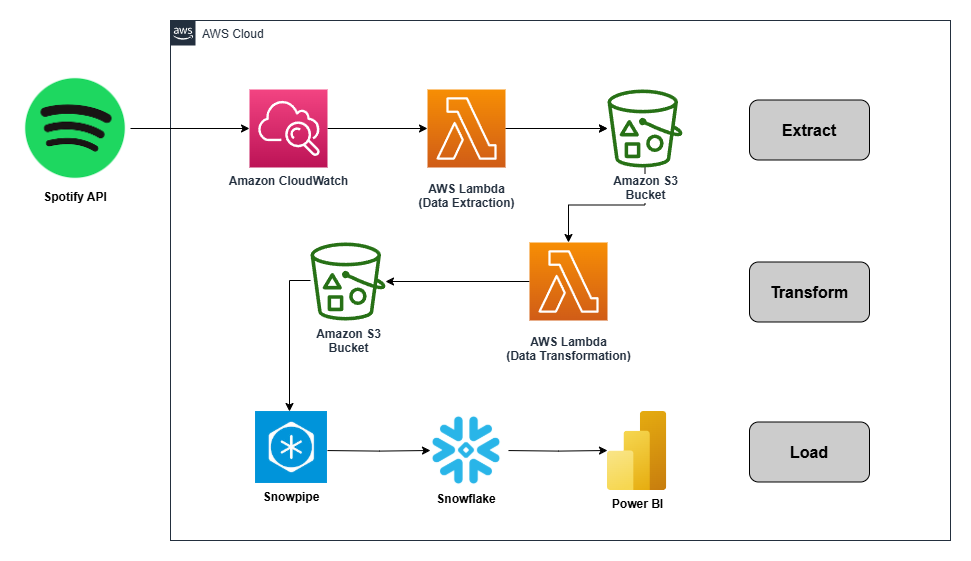 aws
AWS Cloud
Spotify API
Amazon CloudWatch
AWS Lambda
(Data Extraction)
Amazon S3
Bucket
Extract
Amazon S3
Bucket
AWS Lambda
(Data Transformation)
Transform
Snowpipe
Snowflake
Power BI
Load